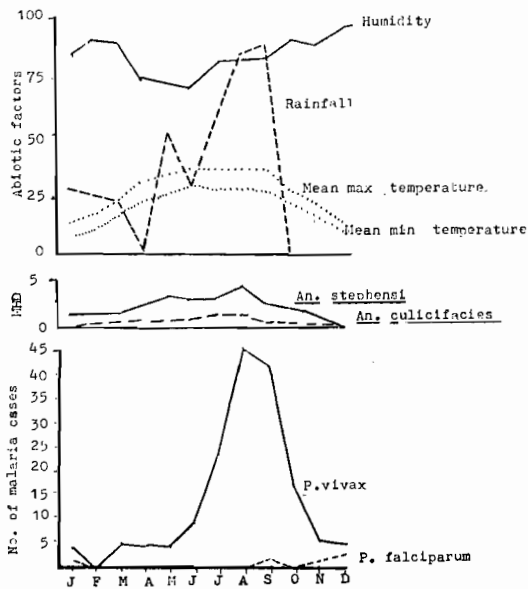 100
Humidity
75
Rainfall
50
Mean max temperature.
25
Mean min temperature
0
Abiotic factors
5
An. stephensi
An. culicifacies
0
MHD
45
40
35
30
25
20
P.vivax
15
10
5
P. falciparum
No. of malaria cases
J F M A M J J A S O N D